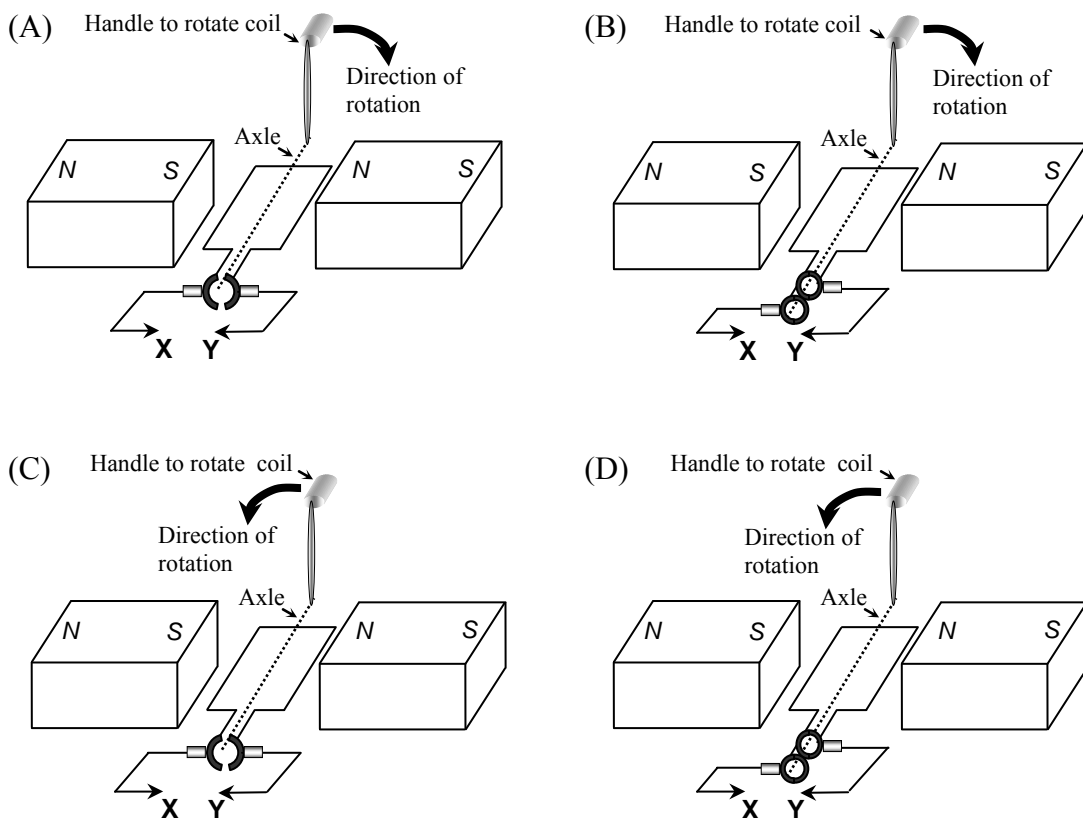 (A)
Handle to rotate coil
Direction of
rotation
Axle
N
S
N
S
X
Y
(B)
Handle to rotate coil
Direction of
rotation
Axle
N
S
N
S
X
Y
(C)
Handle to rotate coil
Direction of
rotation
Axle
N
S
N
S
X
Y
(D)
Handle to rotate coil
Direction of
rotation
Axle
N
S
N
S
X
Y